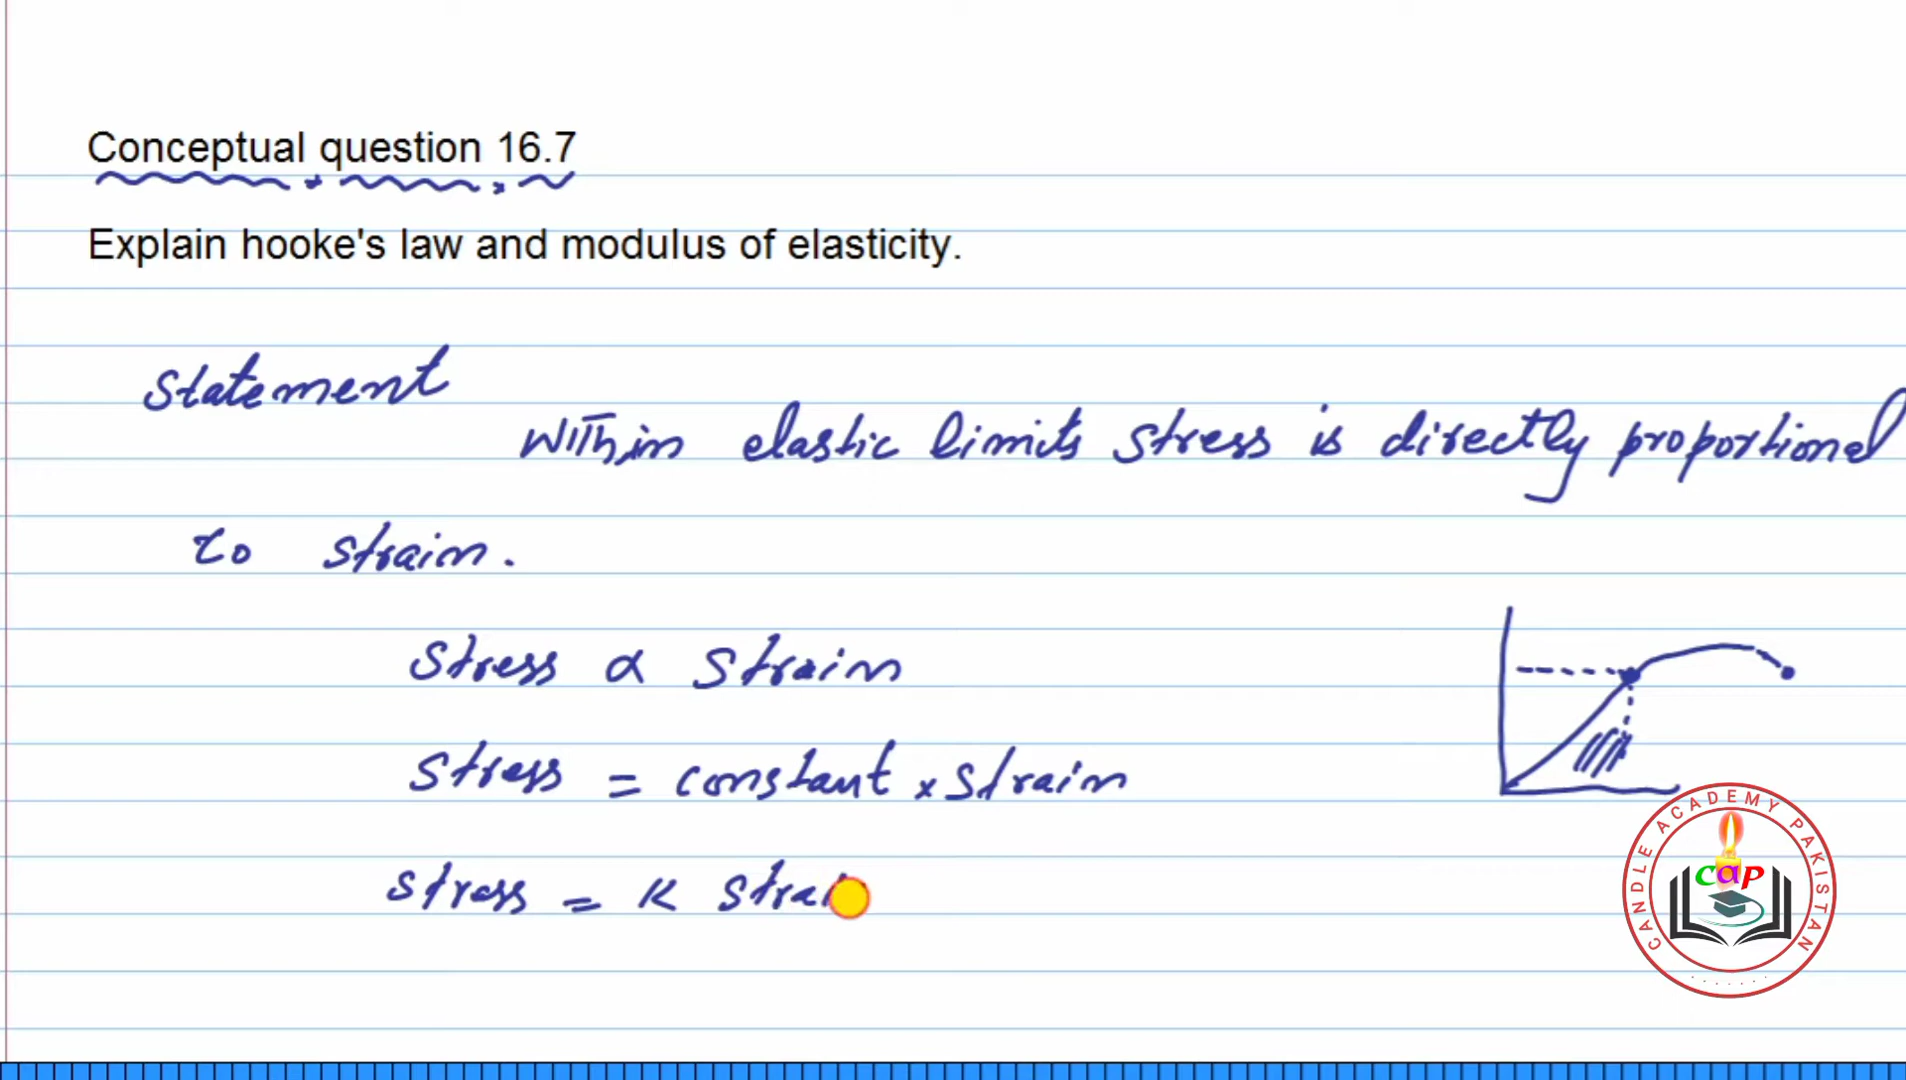 Conceptual question 16.7
Explain hooke's law and modulus of elasticity.
Statement
Within elastic limits stress is directly proportional
to strain.
Stress α Strain
Stress = constant × Strain
Stress = K
CANDLE ACADEMY PAKISTAN
cap